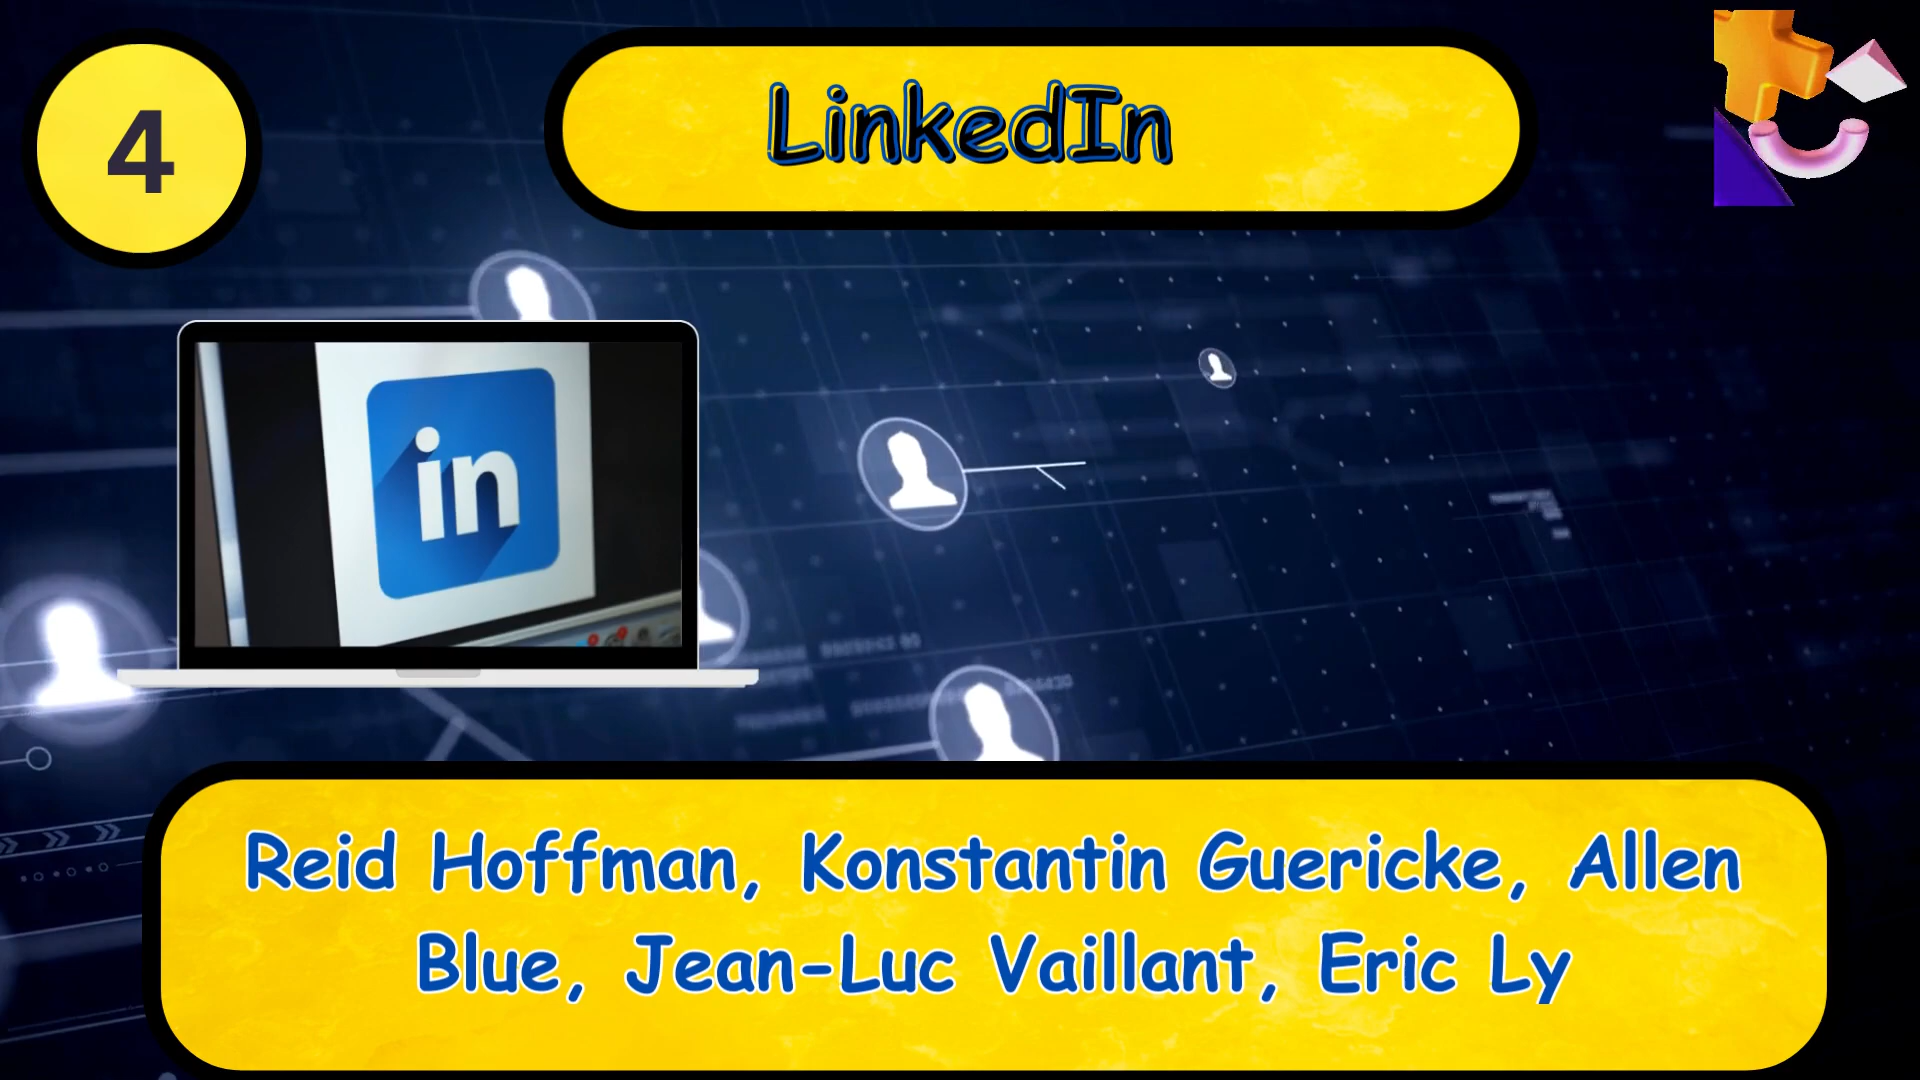 4
LinkedIn
in
Reid Hoffman, Konstantin Guericke, Allen
Blue, Jean-Luc Vaillant, Eric Ly